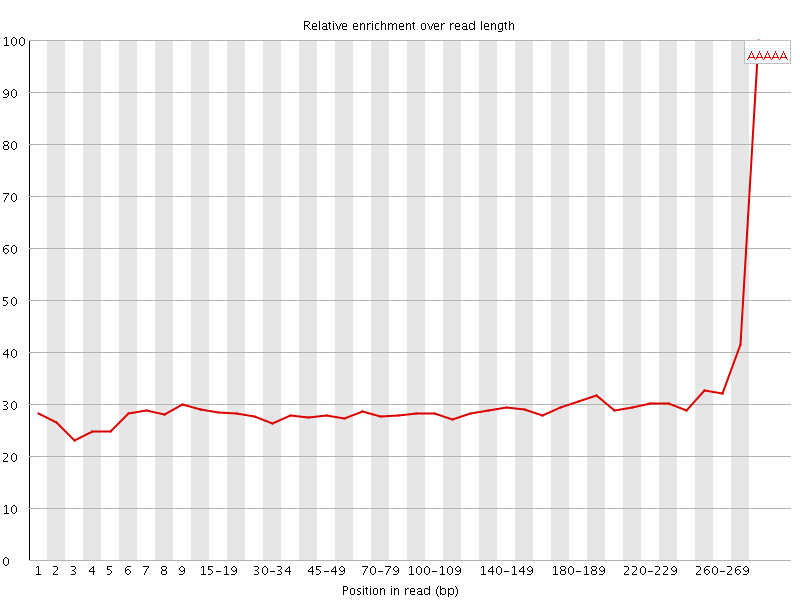 Relative enrichment over read length
100
AAAAA
90
80
70
60
50
40
30
20
10
0
1 2 3 4 5 6 7 8 9 15-19 30-34 45-49 70-79 100-109 140-149 180-189 220-229 260-269
Position in read (bp)